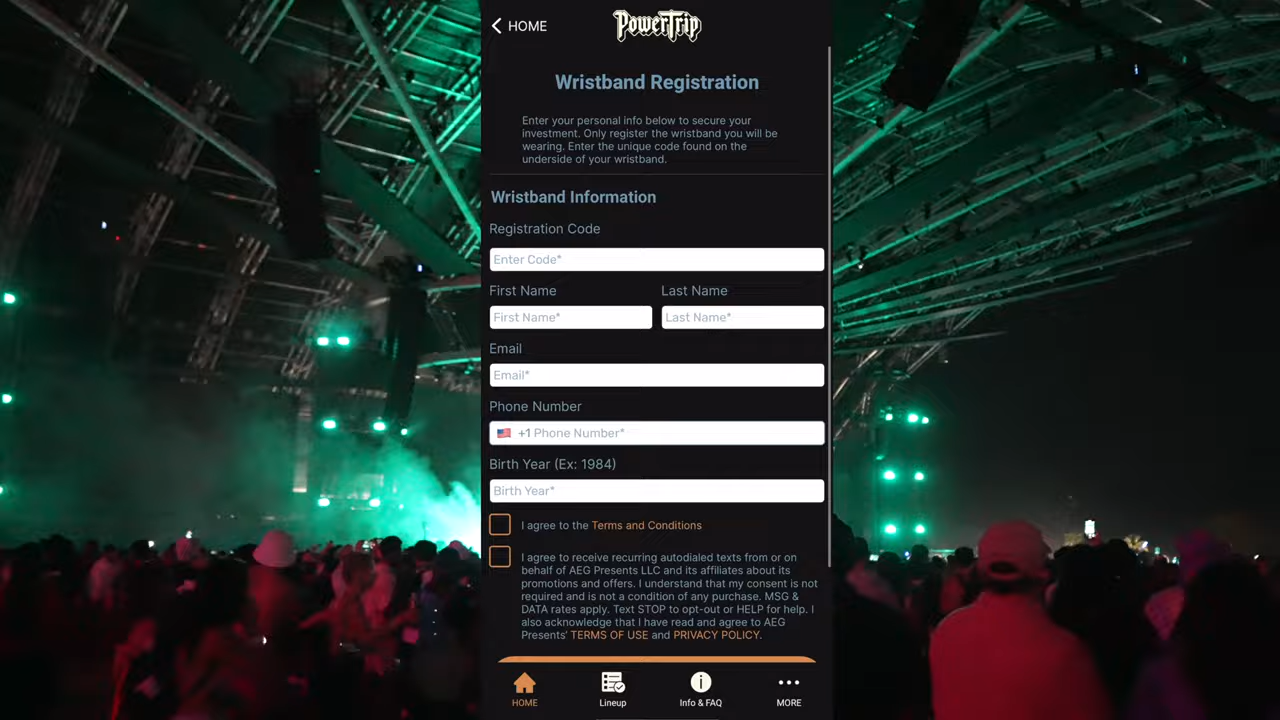 HOME
PowerTrip
Wristband Registration
Enter your personal info below to secure your
investment. Only register the wristband you will be
wearing. Enter the unique code found on the
underside of your wristband.
Wristband Information
Registration Code
Enter Code*
First Name Last Name
First Name* Last Name*
Email
Email*
Phone Number
+1 Phone Number*
Birth Year (Ex: 1984)
Birth Year*
I agree to the Terms and Conditions
I agree to receive recurring autodialed texts from or on
behalf of AEG Presents LLC and its affiliates about its
promotions and offers. I understand that my consent is not
required and is not a condition of any purchase. MSG &
DATA rates apply. Text STOP to opt-out or HELP for help. I
also acknowledge that I have read and agree to AEG
Presents' TERMS OF USE and PRIVACY POLICY.
HOME Lineup Info & FAQ MORE